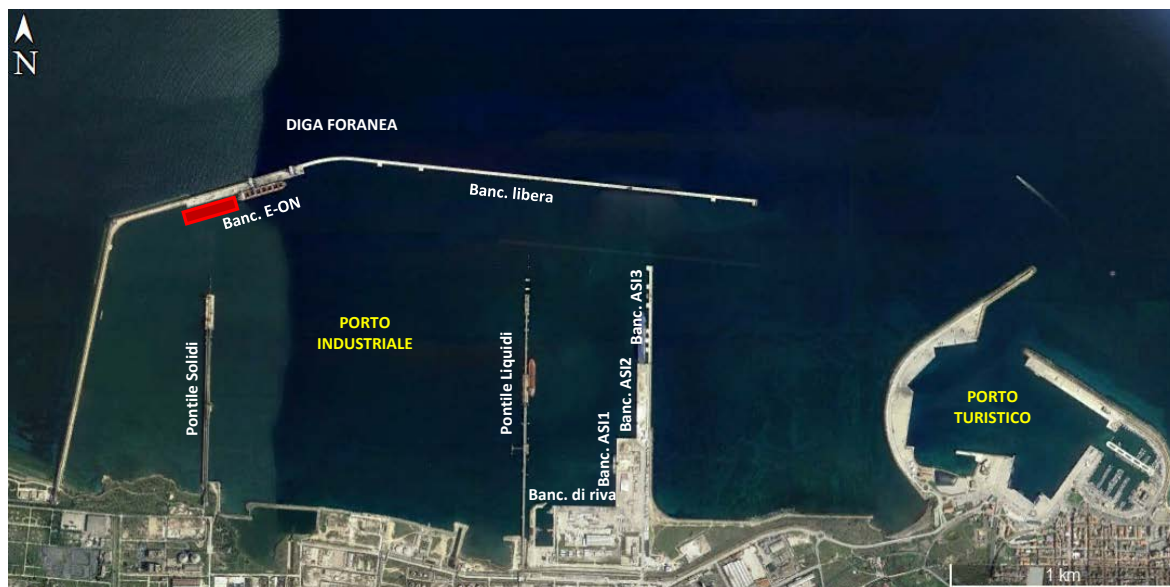 N
DIGA FORANEA
Banc. libera
Banc. E-ON
Pontile Solidi
PORTO
INDUSTRIALE
Pontile Liquidi
Banc. ASI3
Banc. ASI2
Banc. ASI1
Banc. di riva
PORTO
TURISTICO
1 km